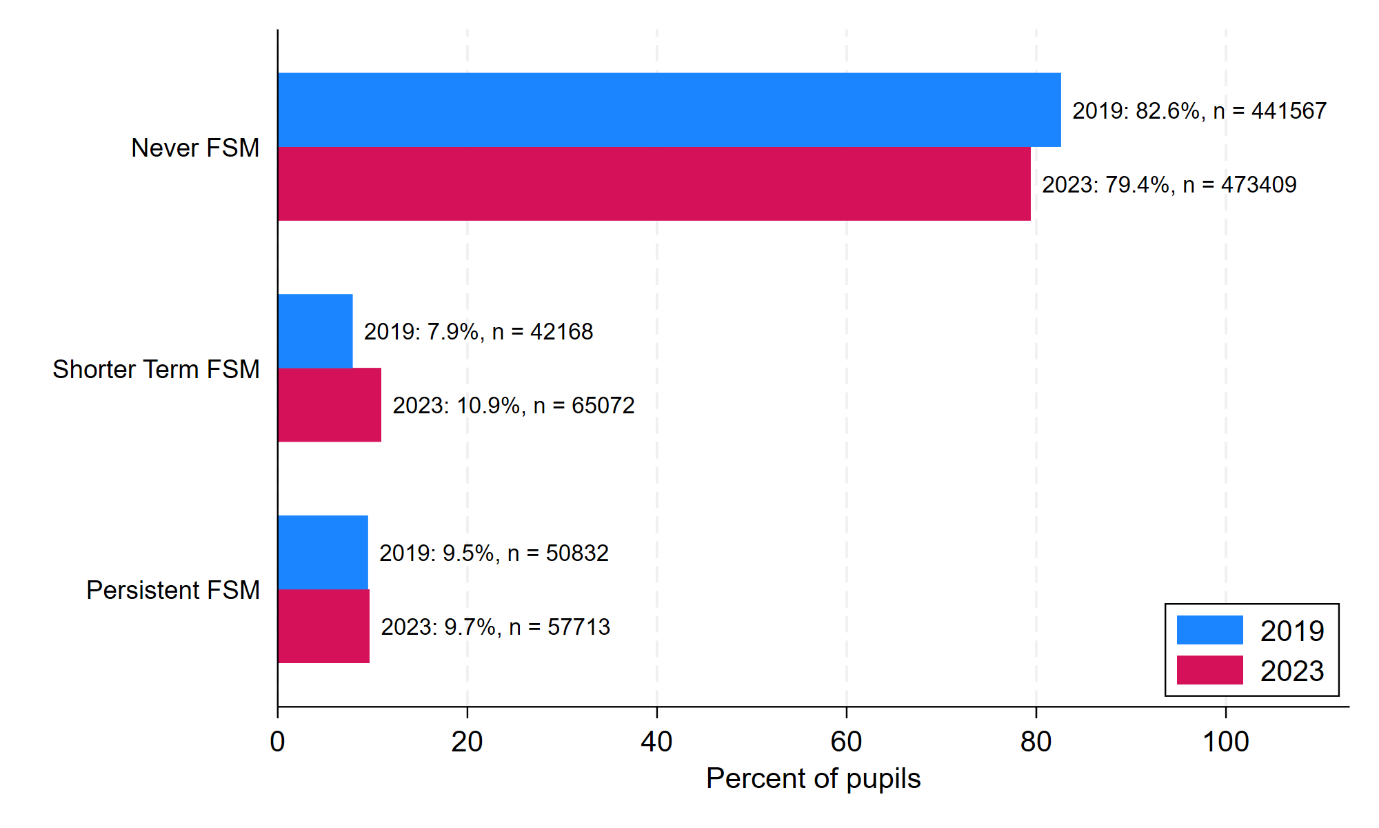 Never FSM
2019: 82.6%, n = 441567
2023: 79.4%, n = 473409
Shorter Term FSM
2019: 7.9%, n = 42168
2023: 10.9%, n = 65072
Persistent FSM
2019: 9.5%, n = 50832
2023: 9.7%, n = 57713
2019
2023
0 20 40 60 80 100
Percent of pupils